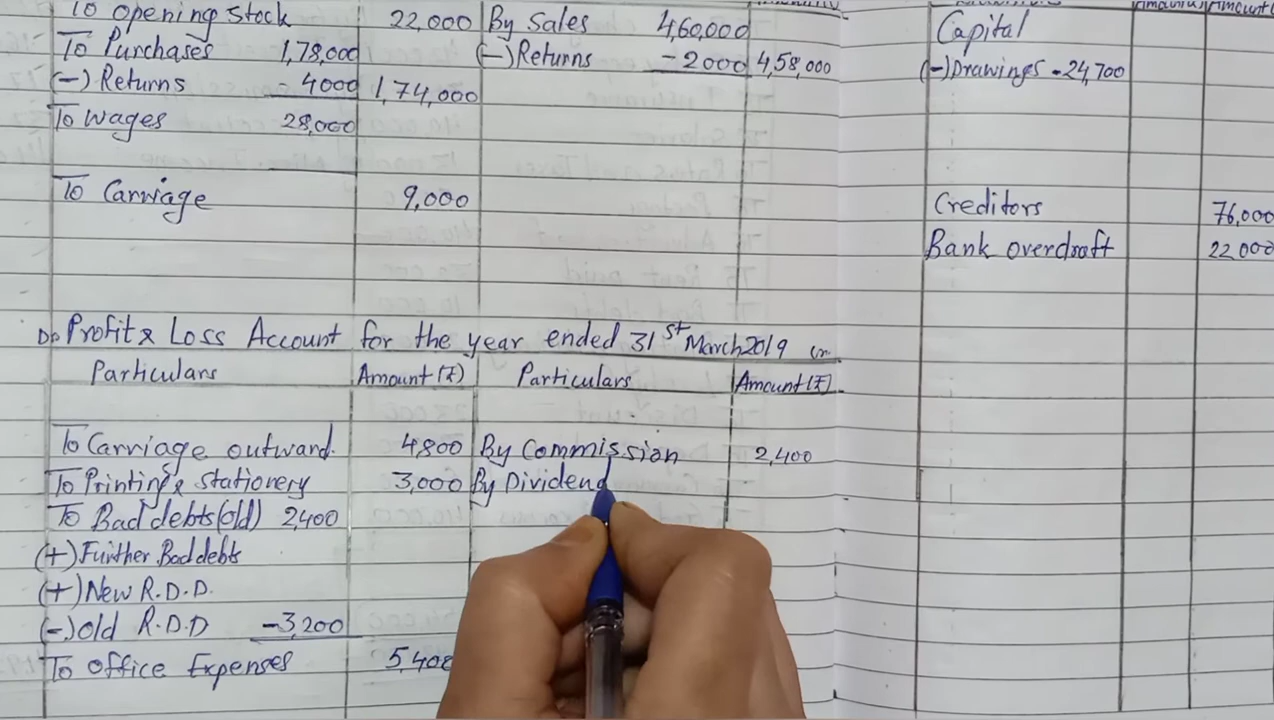 To Opening Stock 22,000 By Sales 4,60,000
To Purchases 1,78,000 (-) Returns -2000 4,58,000
(-) Returns -4000 1,74,000
To Wages 28,000
To Carriage 9,000
Capital
(-) Drawings -24,700
Creditors 76,000
Bank overdraft 22,000
Dr Profit & Loss Account for the year ended 31st March 2019 Cr
Particulars Amount (₹) Particulars Amount (₹)
To Carriage outward. 4,800 By Commission 2,400
To Printing & Stationery 3,000 By Dividend
To Bad debts (old) 2,400
(+) Further Bad debts
(+) New R.D.D.
(-) Old R.D.D -3,200
To Office Expenses 5,400